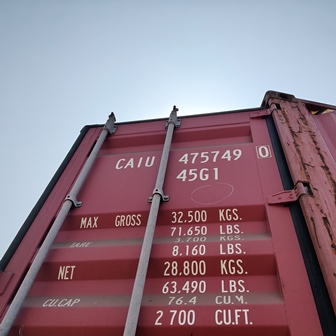 CAIU 475749 0
45G1
MAX GROSS 32.500 KGS.
71.650 LBS.
TARE 3.700 KGS.
8.160 LBS.
NET 28.800 KGS.
63.490 LBS.
CU.CAP 76.4 CU.M.
2 700 CU.FT.